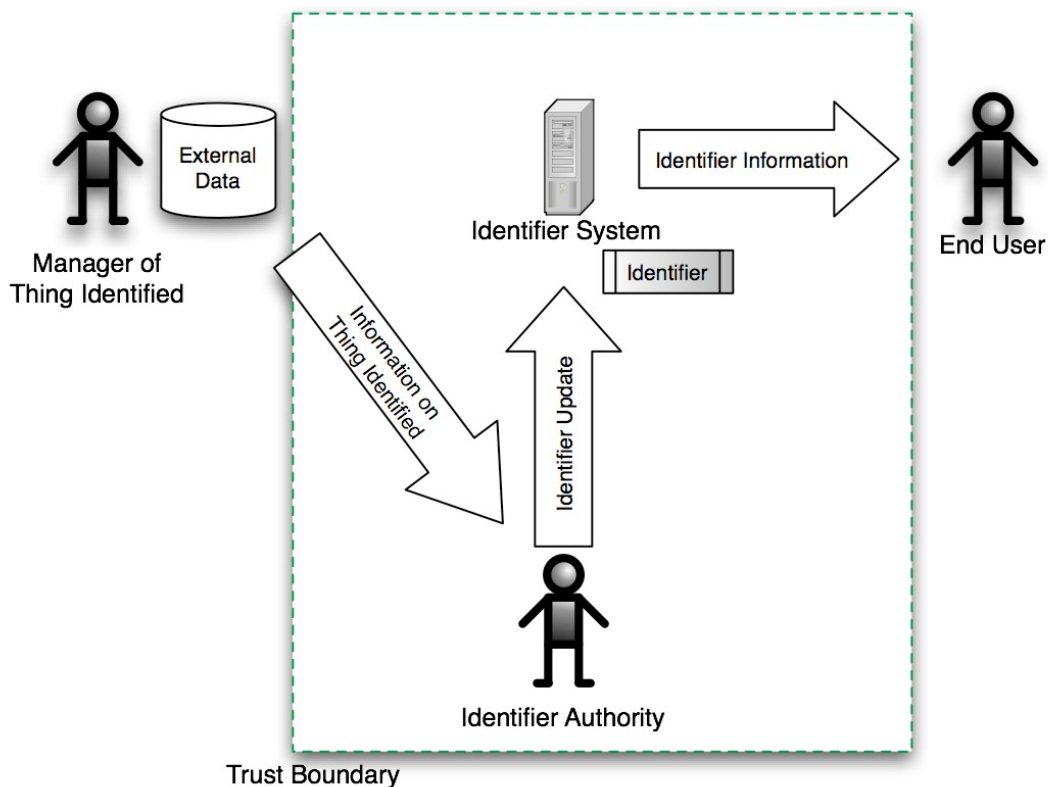 External
Data
Identifier Information
Identifier System
Identifier
Manager of
Thing Identified
End User
Information on
Thing Identified
Identifier Update
Identifier Authority
Trust Boundary